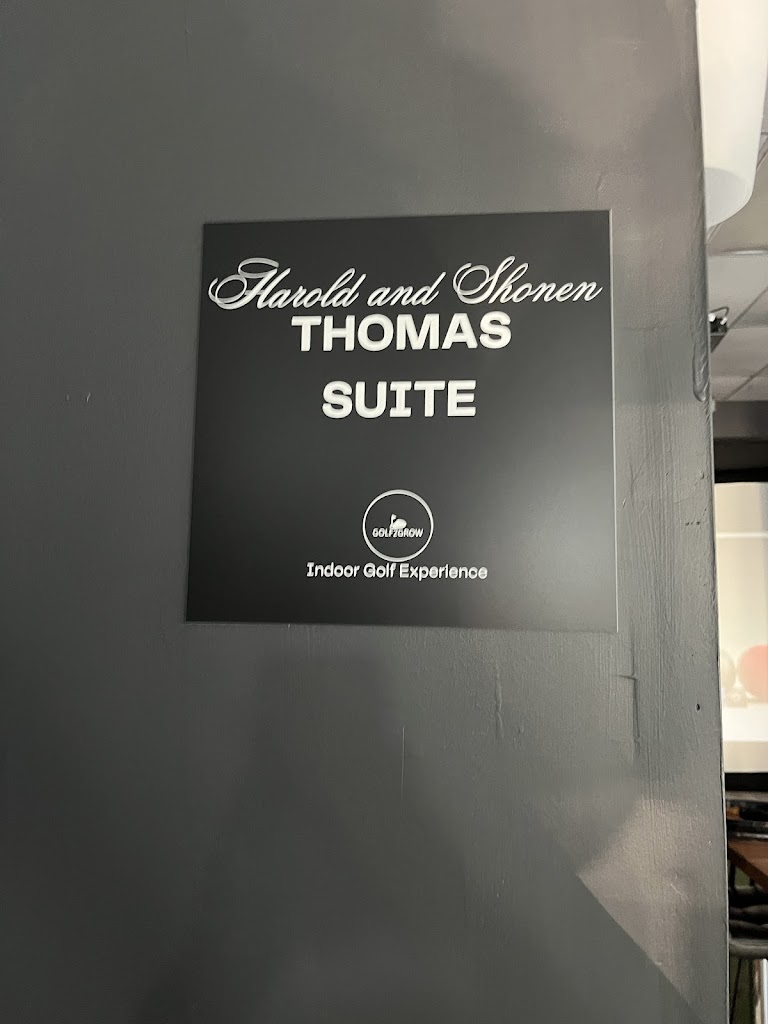 Harold and Shonen
THOMAS
SUITE
GOLF2GROW
Indoor Golf Experience